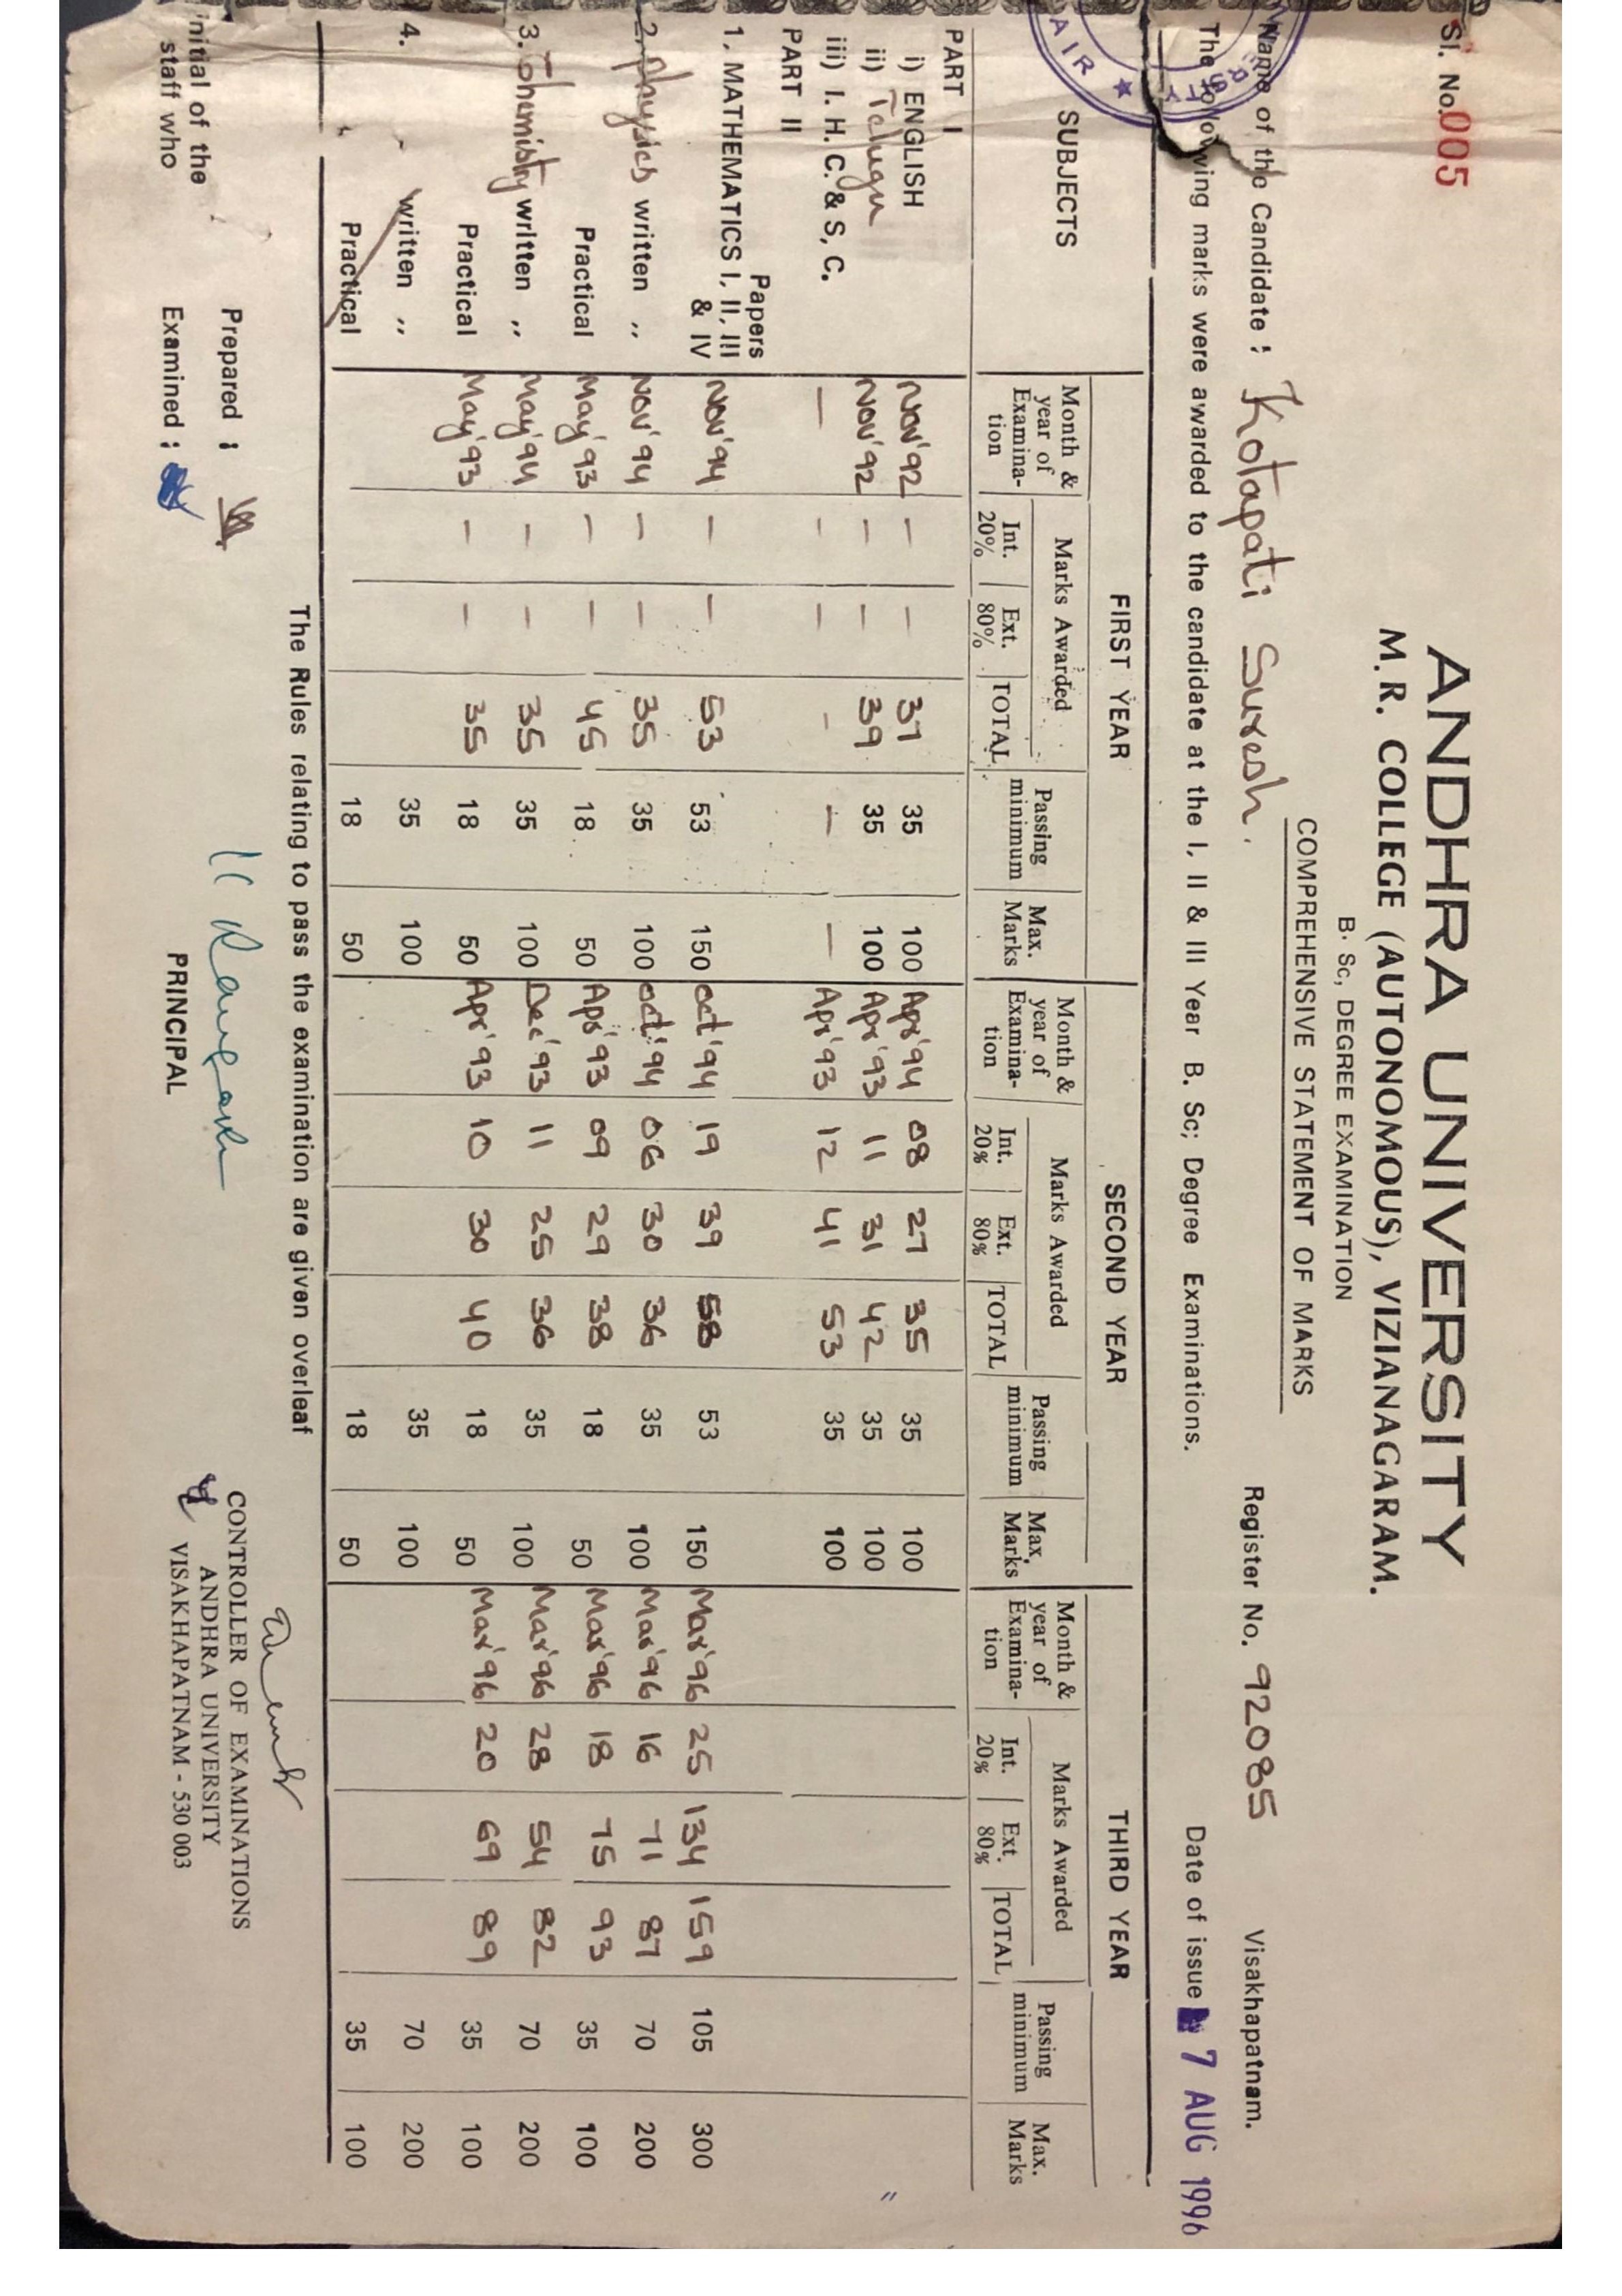 Sl. No.005
ANDHRA UNIVERSITY
M. R. COLLEGE (AUTONOMOUS), VIZIANAGARAM.
B. Sc, DEGREE EXAMINATION
COMPREHENSIVE STATEMENT OF MARKS
Name of the Candidate : Kotapati Suresh. Register No. 92085 Visakhapatnam.
The following marks were awarded to the candidate at the I, II & III Year B. Sc; Degree Examinations. Date of issue 7 AUG 1996
SUBJECTS FIRST YEAR SECOND YEAR THIRD YEAR
Month & year of Examination Marks Awarded Int. 20% Ext. 80% TOTAL Passing minimum Max. Marks Month & year of Examination Marks Awarded Int. 20% Ext. 80% TOTAL Passing minimum Max. Marks Month & year of Examination Marks Awarded Int. 20% Ext. 80% TOTAL Passing minimum Max. Marks
PART I
i) ENGLISH Nov'92 — — 37 35 100 Apr'94 08 27 35 35 100
ii) Telugu Nov'92 — — 39 35 100 Apr'93 11 31 42 35 100
iii) I. H. C. & S, C. — — — - — — Apr'93 12 41 53 35 100
PART II
Papers
1. MATHEMATICS I, II, III & IV Nov'94 — — 53 53 150 Oct'94 19 39 58 53 150 Mar'96 25 134 159 105 300
2. Physics written ,, Nov'94 — — 35 35 100 Oct'94 06 30 36 35 100 Mar'96 16 71 87 70 200
Practical May'93 — — 45 18 50 Apr'93 09 29 38 18 50 Mar'96 18 75 93 35 100
3. Chemistry written ,, May'94 — — 35 35 100 Dec'93 11 25 36 35 100 Mar'96 28 54 82 70 200
Practical May'93 — — 35 18 50 Apr'93 10 30 40 18 50 Mar'96 20 69 89 35 100
4. written ,, 35 100 35 100 70 200
Practical 18 50 18 50 35 100
The Rules relating to pass the examination are given overleaf
Initial of the staff who
Prepared :
Examined :
PRINCIPAL
CONTROLLER OF EXAMINATIONS
ANDHRA UNIVERSITY
VISAKHAPATNAM - 530 003